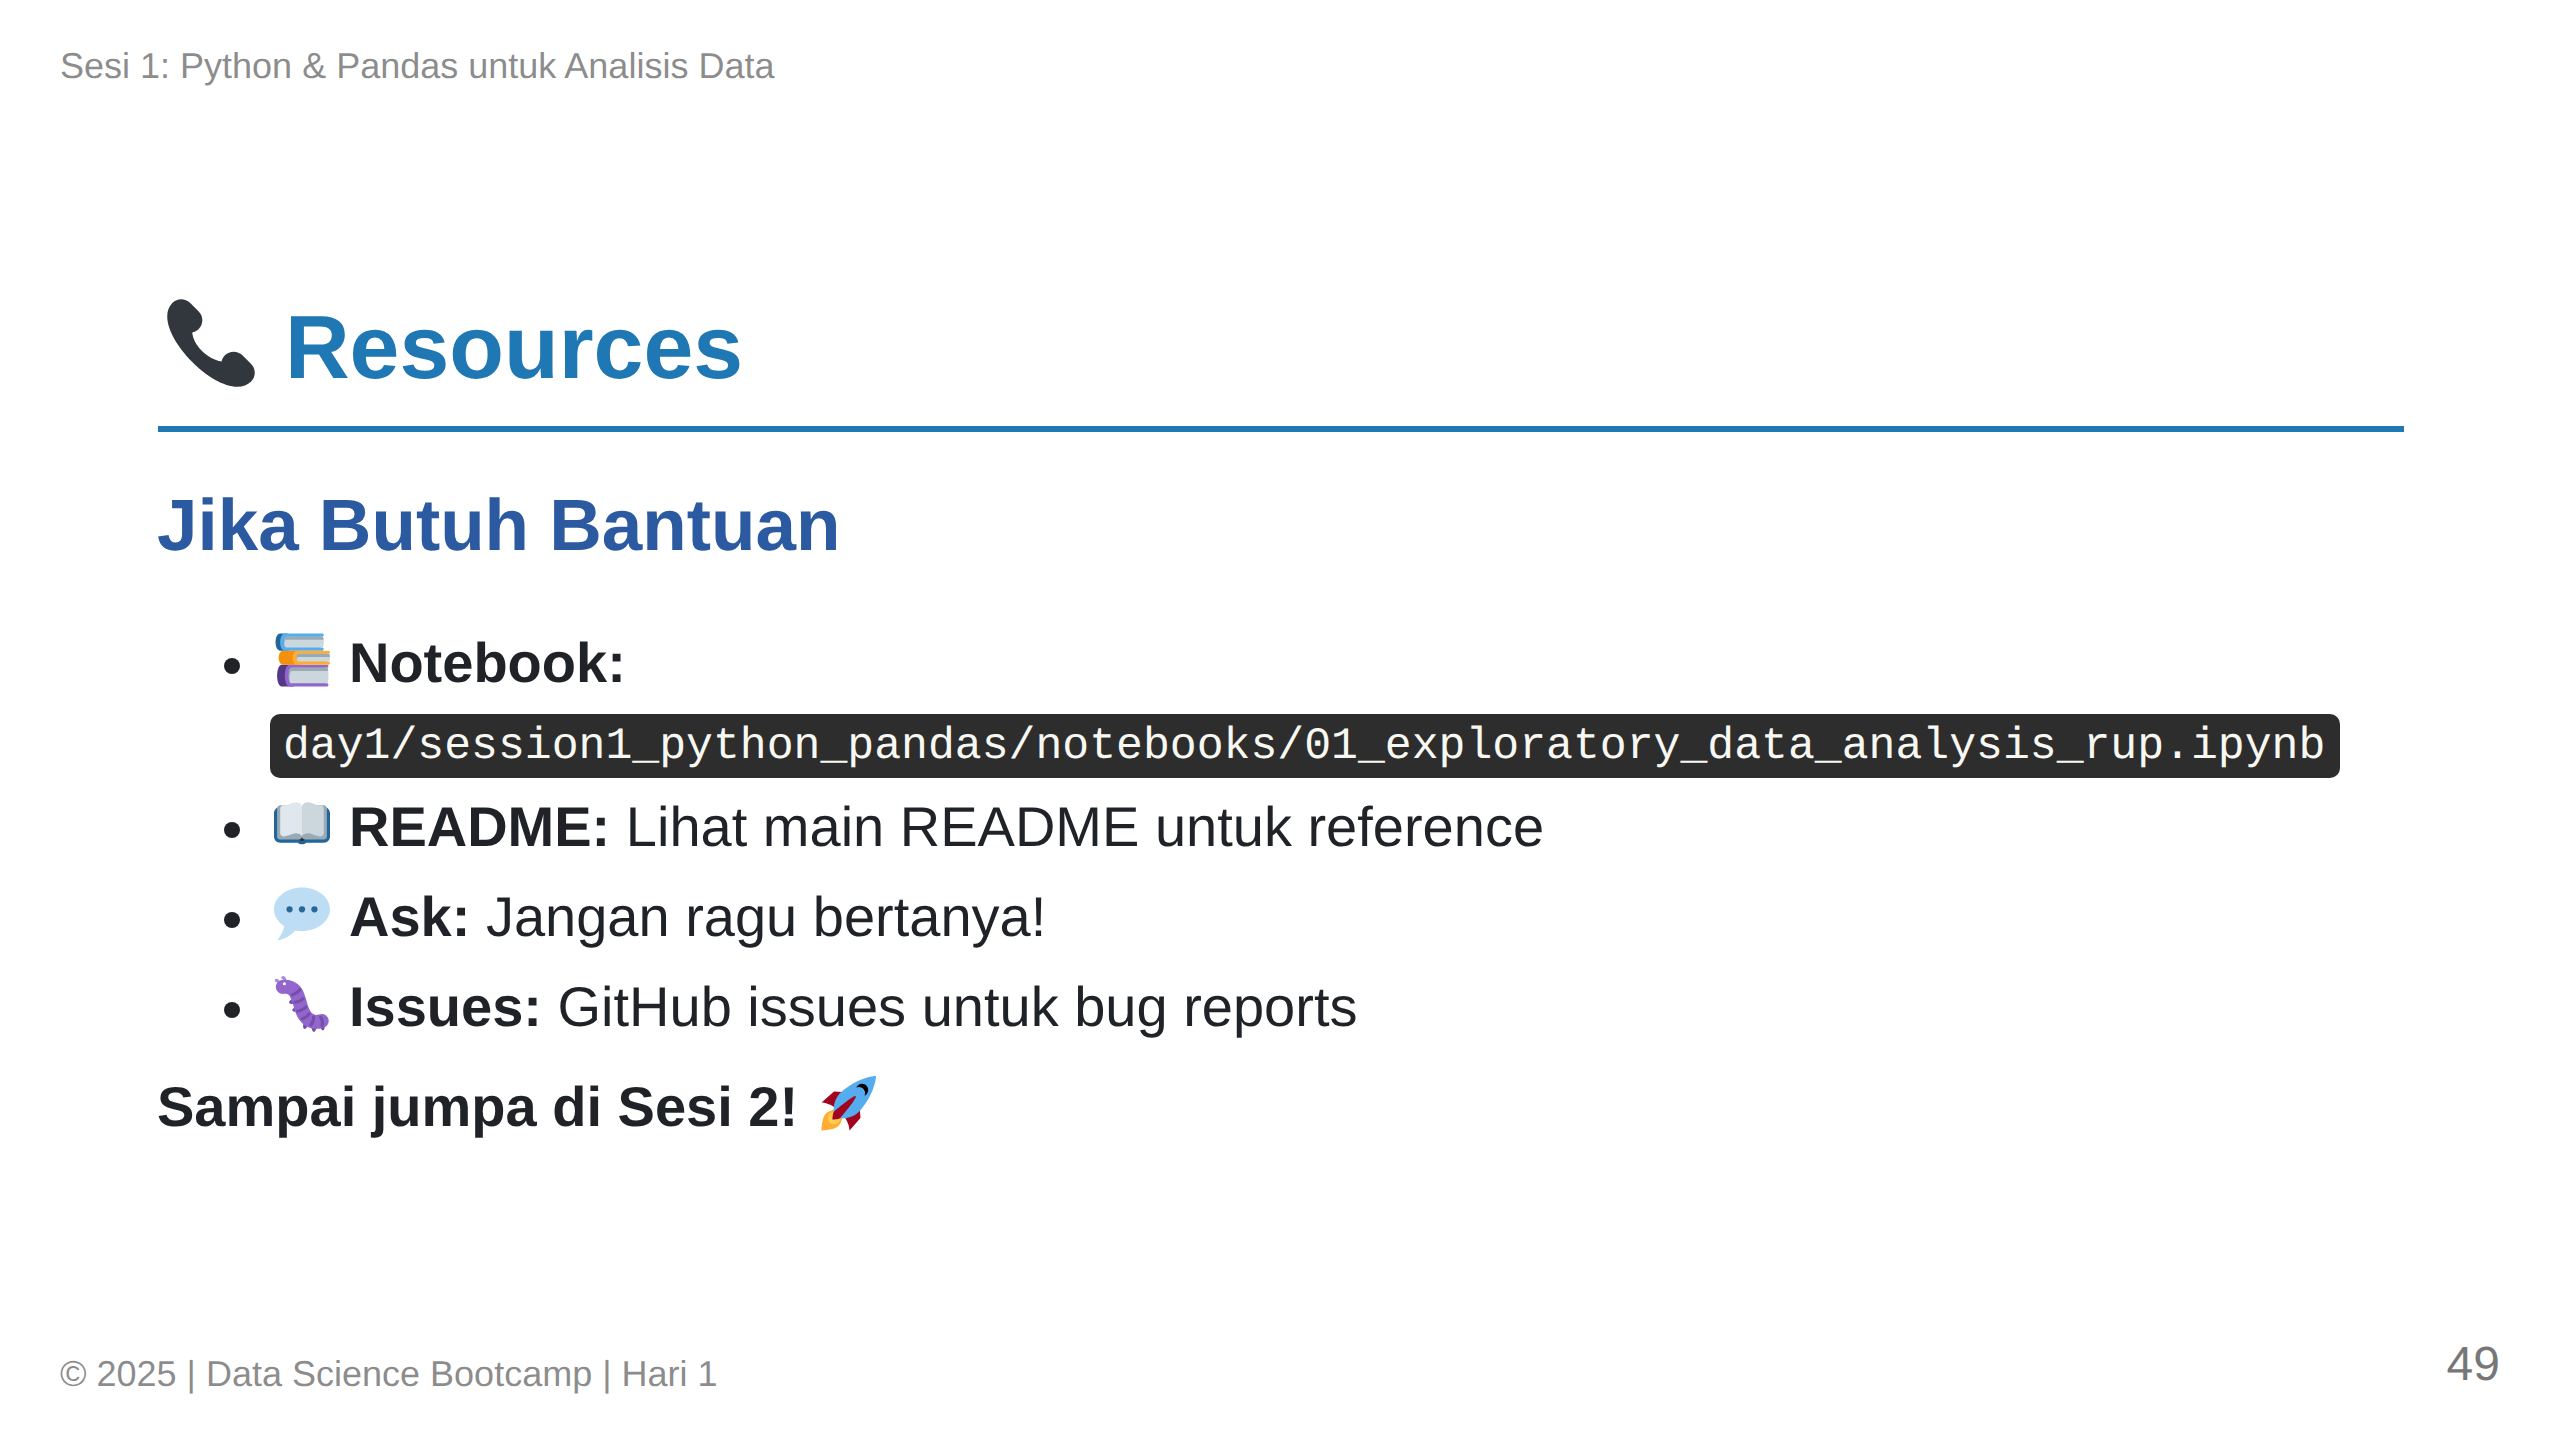 Sesi 1: Python & Pandas untuk Analisis Data
📞 Resources
Jika Butuh Bantuan
• 📚 Notebook:
day1/session1_python_pandas/notebooks/01_exploratory_data_analysis_rup.ipynb
• 📖 README: Lihat main README untuk reference
• 💬 Ask: Jangan ragu bertanya!
• 🐛 Issues: GitHub issues untuk bug reports
Sampai jumpa di Sesi 2! 🚀
© 2025 | Data Science Bootcamp | Hari 1
49